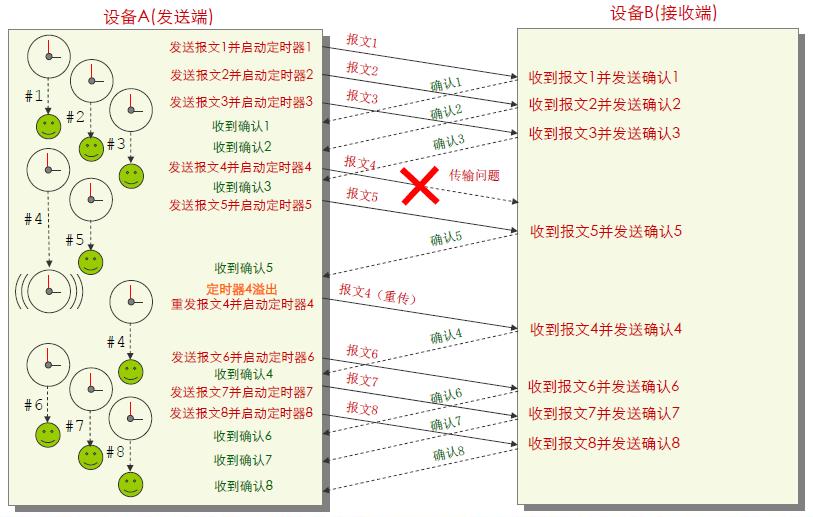 设备A(发送端)
设备B(接收端)
发送报文1并启动定时器1
发送报文2并启动定时器2
发送报文3并启动定时器3
收到确认1
收到确认2
发送报文4并启动定时器4
收到确认3
发送报文5并启动定时器5
收到确认5
定时器4溢出
重发报文4并启动定时器4
发送报文6并启动定时器6
收到确认4
发送报文7并启动定时器7
发送报文8并启动定时器8
收到确认6
收到确认7
收到确认8
#1
#2
#3
#4
#5
#4
#6
#7
#8
报文1
报文2
确认1
报文3
确认2
确认3
报文4
传输问题
报文5
确认5
报文4（重传）
确认4
报文6
报文7
确认6
报文8
确认7
确认8
收到报文1并发送确认1
收到报文2并发送确认2
收到报文3并发送确认3
收到报文5并发送确认5
收到报文4并发送确认4
收到报文6并发送确认6
收到报文7并发送确认7
收到报文8并发送确认8